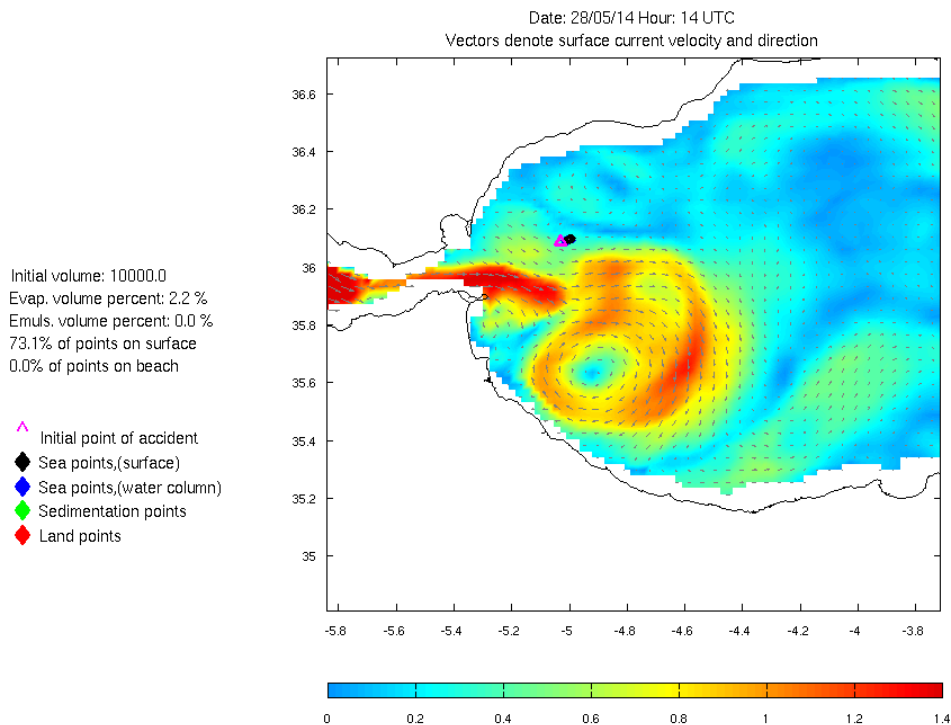 Date: 28/05/14 Hour: 14 UTC
Vectors denote surface current velocity and direction
Initial volume: 10000.0
Evap. volume percent: 2.2 %
Emuls. volume percent: 0.0 %
73.1% of points on surface
0.0% of points on beach
Initial point of accident
Sea points,(surface)
Sea points,(water column)
Sedimentation points
Land points
36.6
36.4
36.2
36
35.8
35.6
35.4
35.2
35
-5.8 -5.6 -5.4 -5.2 -5 -4.8 -4.6 -4.4 -4.2 -4 -3.8
0 0.2 0.4 0.6 0.8 1 1.2 1.4